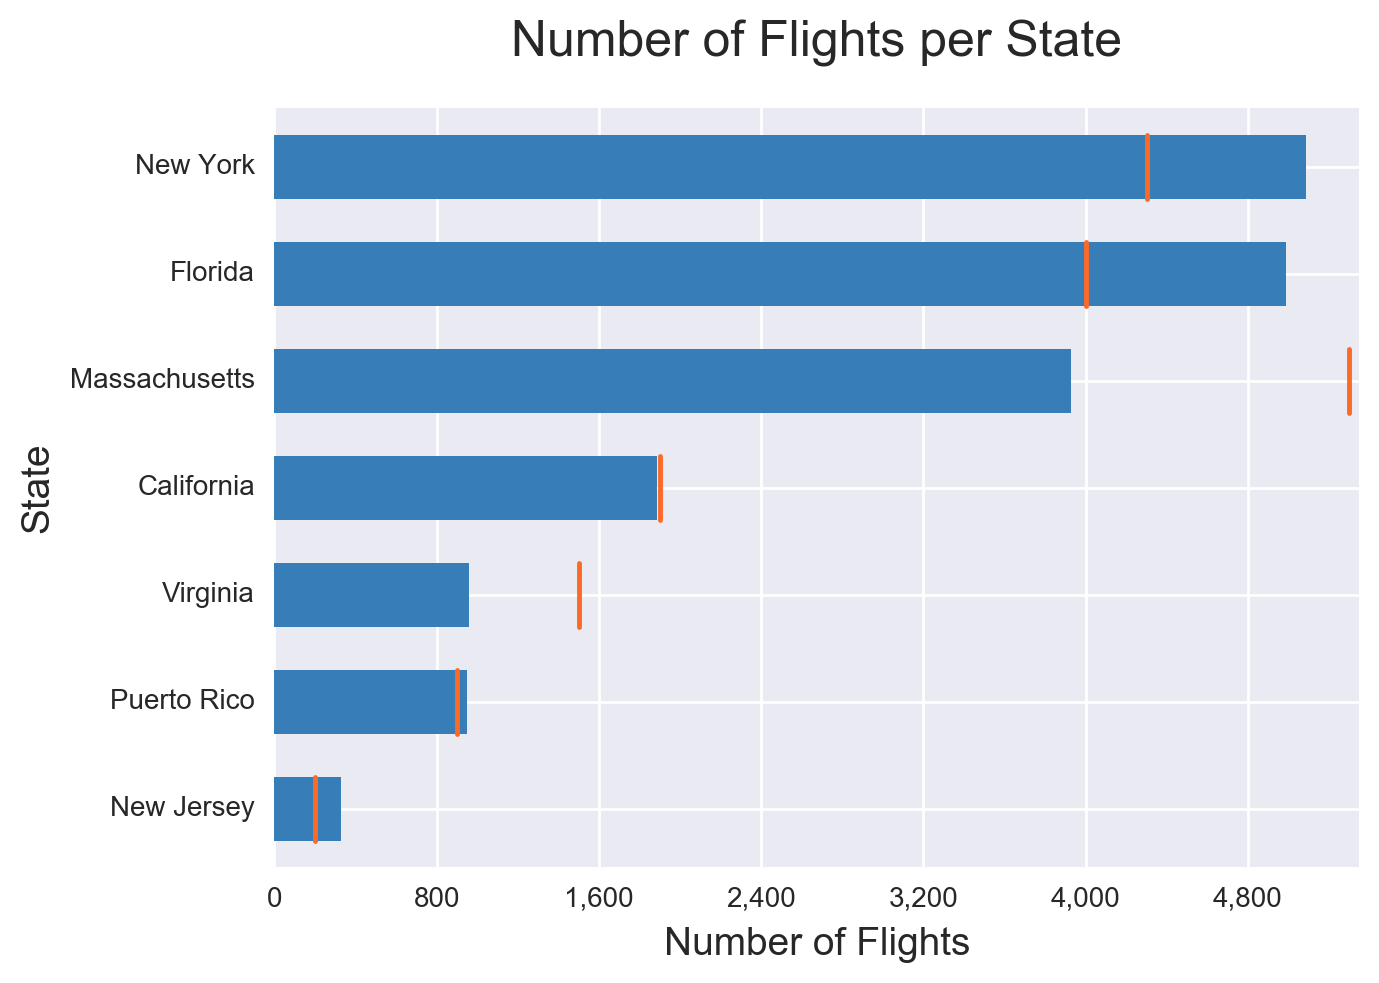 Number of Flights per State
New York
Florida
Massachusetts
California
Virginia
Puerto Rico
New Jersey
State
0 800 1,600 2,400 3,200 4,000 4,800
Number of Flights